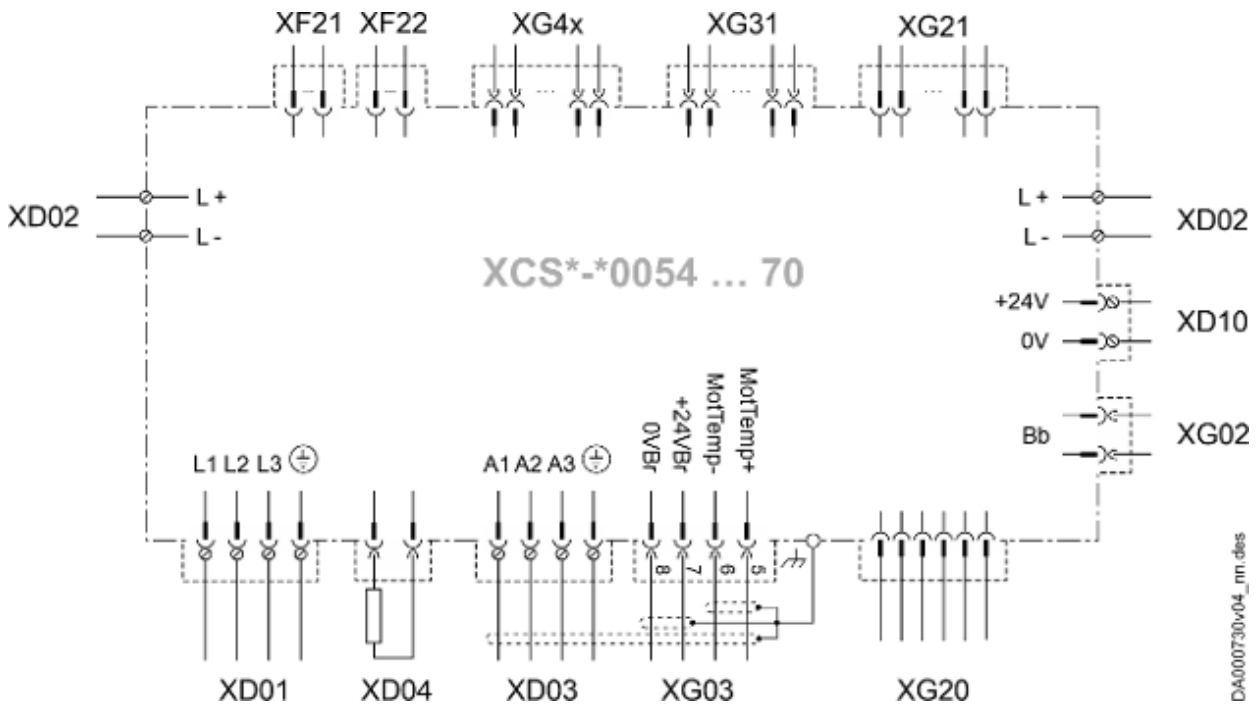 XF21 XF22 XG4x XG31 XG21
... ... ... ... ...
XD02 L+ L+ XD02
L- L-
XCS*-*0054 ... 70
+24V XD10
0V
Bb XG02
0VBr +24VBr MotTemp- MotTemp+
L1 L2 L3 A1 A2 A3
8 7 6 5
XD01 XD04 XD03 XG03 XG20
DA000730v04_nn.des